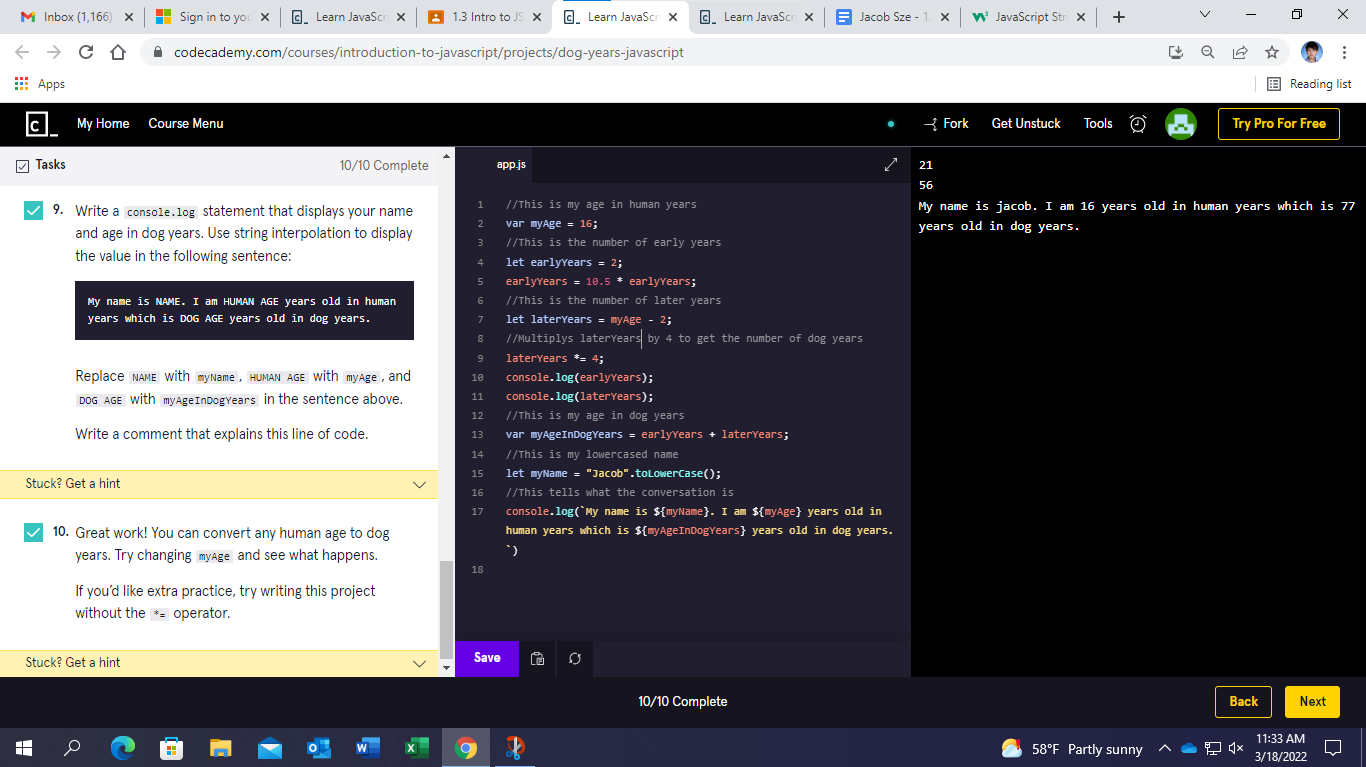 Inbox (1,166)
Sign in to you
Learn JavaScr
1.3 Intro to JS
Learn JavaScr
Learn JavaScr
Jacob Sze - 1.
JavaScript Str
codecademy.com/courses/introduction-to-javascript/projects/dog-years-javascript
Apps
Reading list
My Home
Course Menu
Fork
Get Unstuck
Tools
Try Pro For Free
Tasks
10/10 Complete
9. Write a console.log statement that displays your name
and age in dog years. Use string interpolation to display
the value in the following sentence:
My name is NAME. I am HUMAN AGE years old in human
years which is DOG AGE years old in dog years.
Replace NAME with myName , HUMAN AGE with myAge , and
DOG AGE with myAgeInDogYears in the sentence above.
Write a comment that explains this line of code.
Stuck? Get a hint
10. Great work! You can convert any human age to dog
years. Try changing myAge and see what happens.
If you'd like extra practice, try writing this project
without the *= operator.
Stuck? Get a hint
app.js
1 //This is my age in human years
2 var myAge = 16;
3 //This is the number of early years
4 let earlyYears = 2;
5 earlyYears = 10.5 * earlyYears;
6 //This is the number of later years
7 let laterYears = myAge - 2;
8 //Multiplys laterYears by 4 to get the number of dog years
9 laterYears *= 4;
10 console.log(earlyYears);
11 console.log(laterYears);
12 //This is my age in dog years
13 var myAgeInDogYears = earlyYears + laterYears;
14 //This is my lowercased name
15 let myName = "Jacob".toLowerCase();
16 //This tells what the conversation is
17 console.log(`My name is ${myName}. I am ${myAge} years old in
human years which is ${myAgeInDogYears} years old in dog years.
`)
18
Save
21
56
My name is jacob. I am 16 years old in human years which is 77
years old in dog years.
10/10 Complete
Back
Next
58°F Partly sunny
11:33 AM
3/18/2022